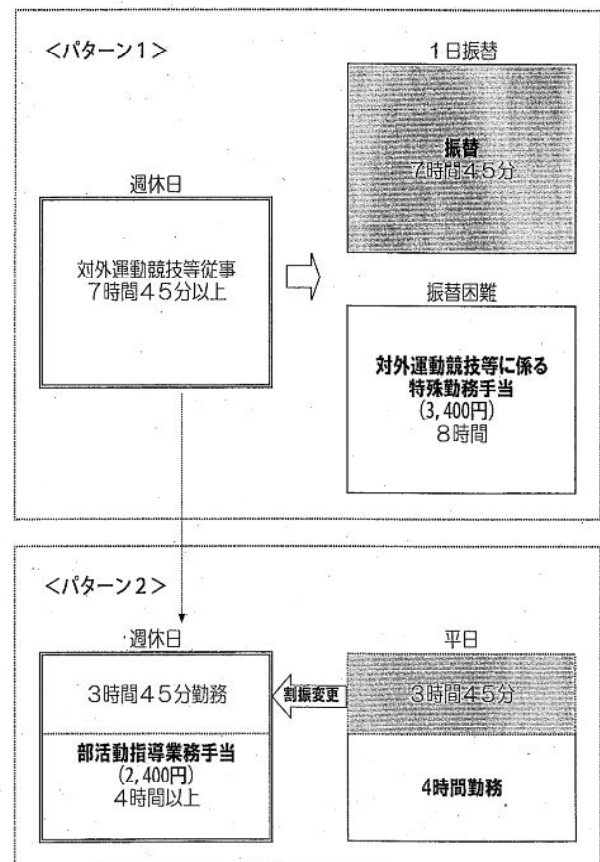 <パターン1>
1日振替
振替
7時間45分
週休日
対外運動競技等従事
7時間45分以上
振替困難
対外運動競技等に係る
特殊勤務手当
(3,400円)
8時間
<パターン2>
週休日
平日
3時間45分勤務
割振変更
3時間45分
部活動指導業務手当
(2,400円)
4時間以上
4時間勤務